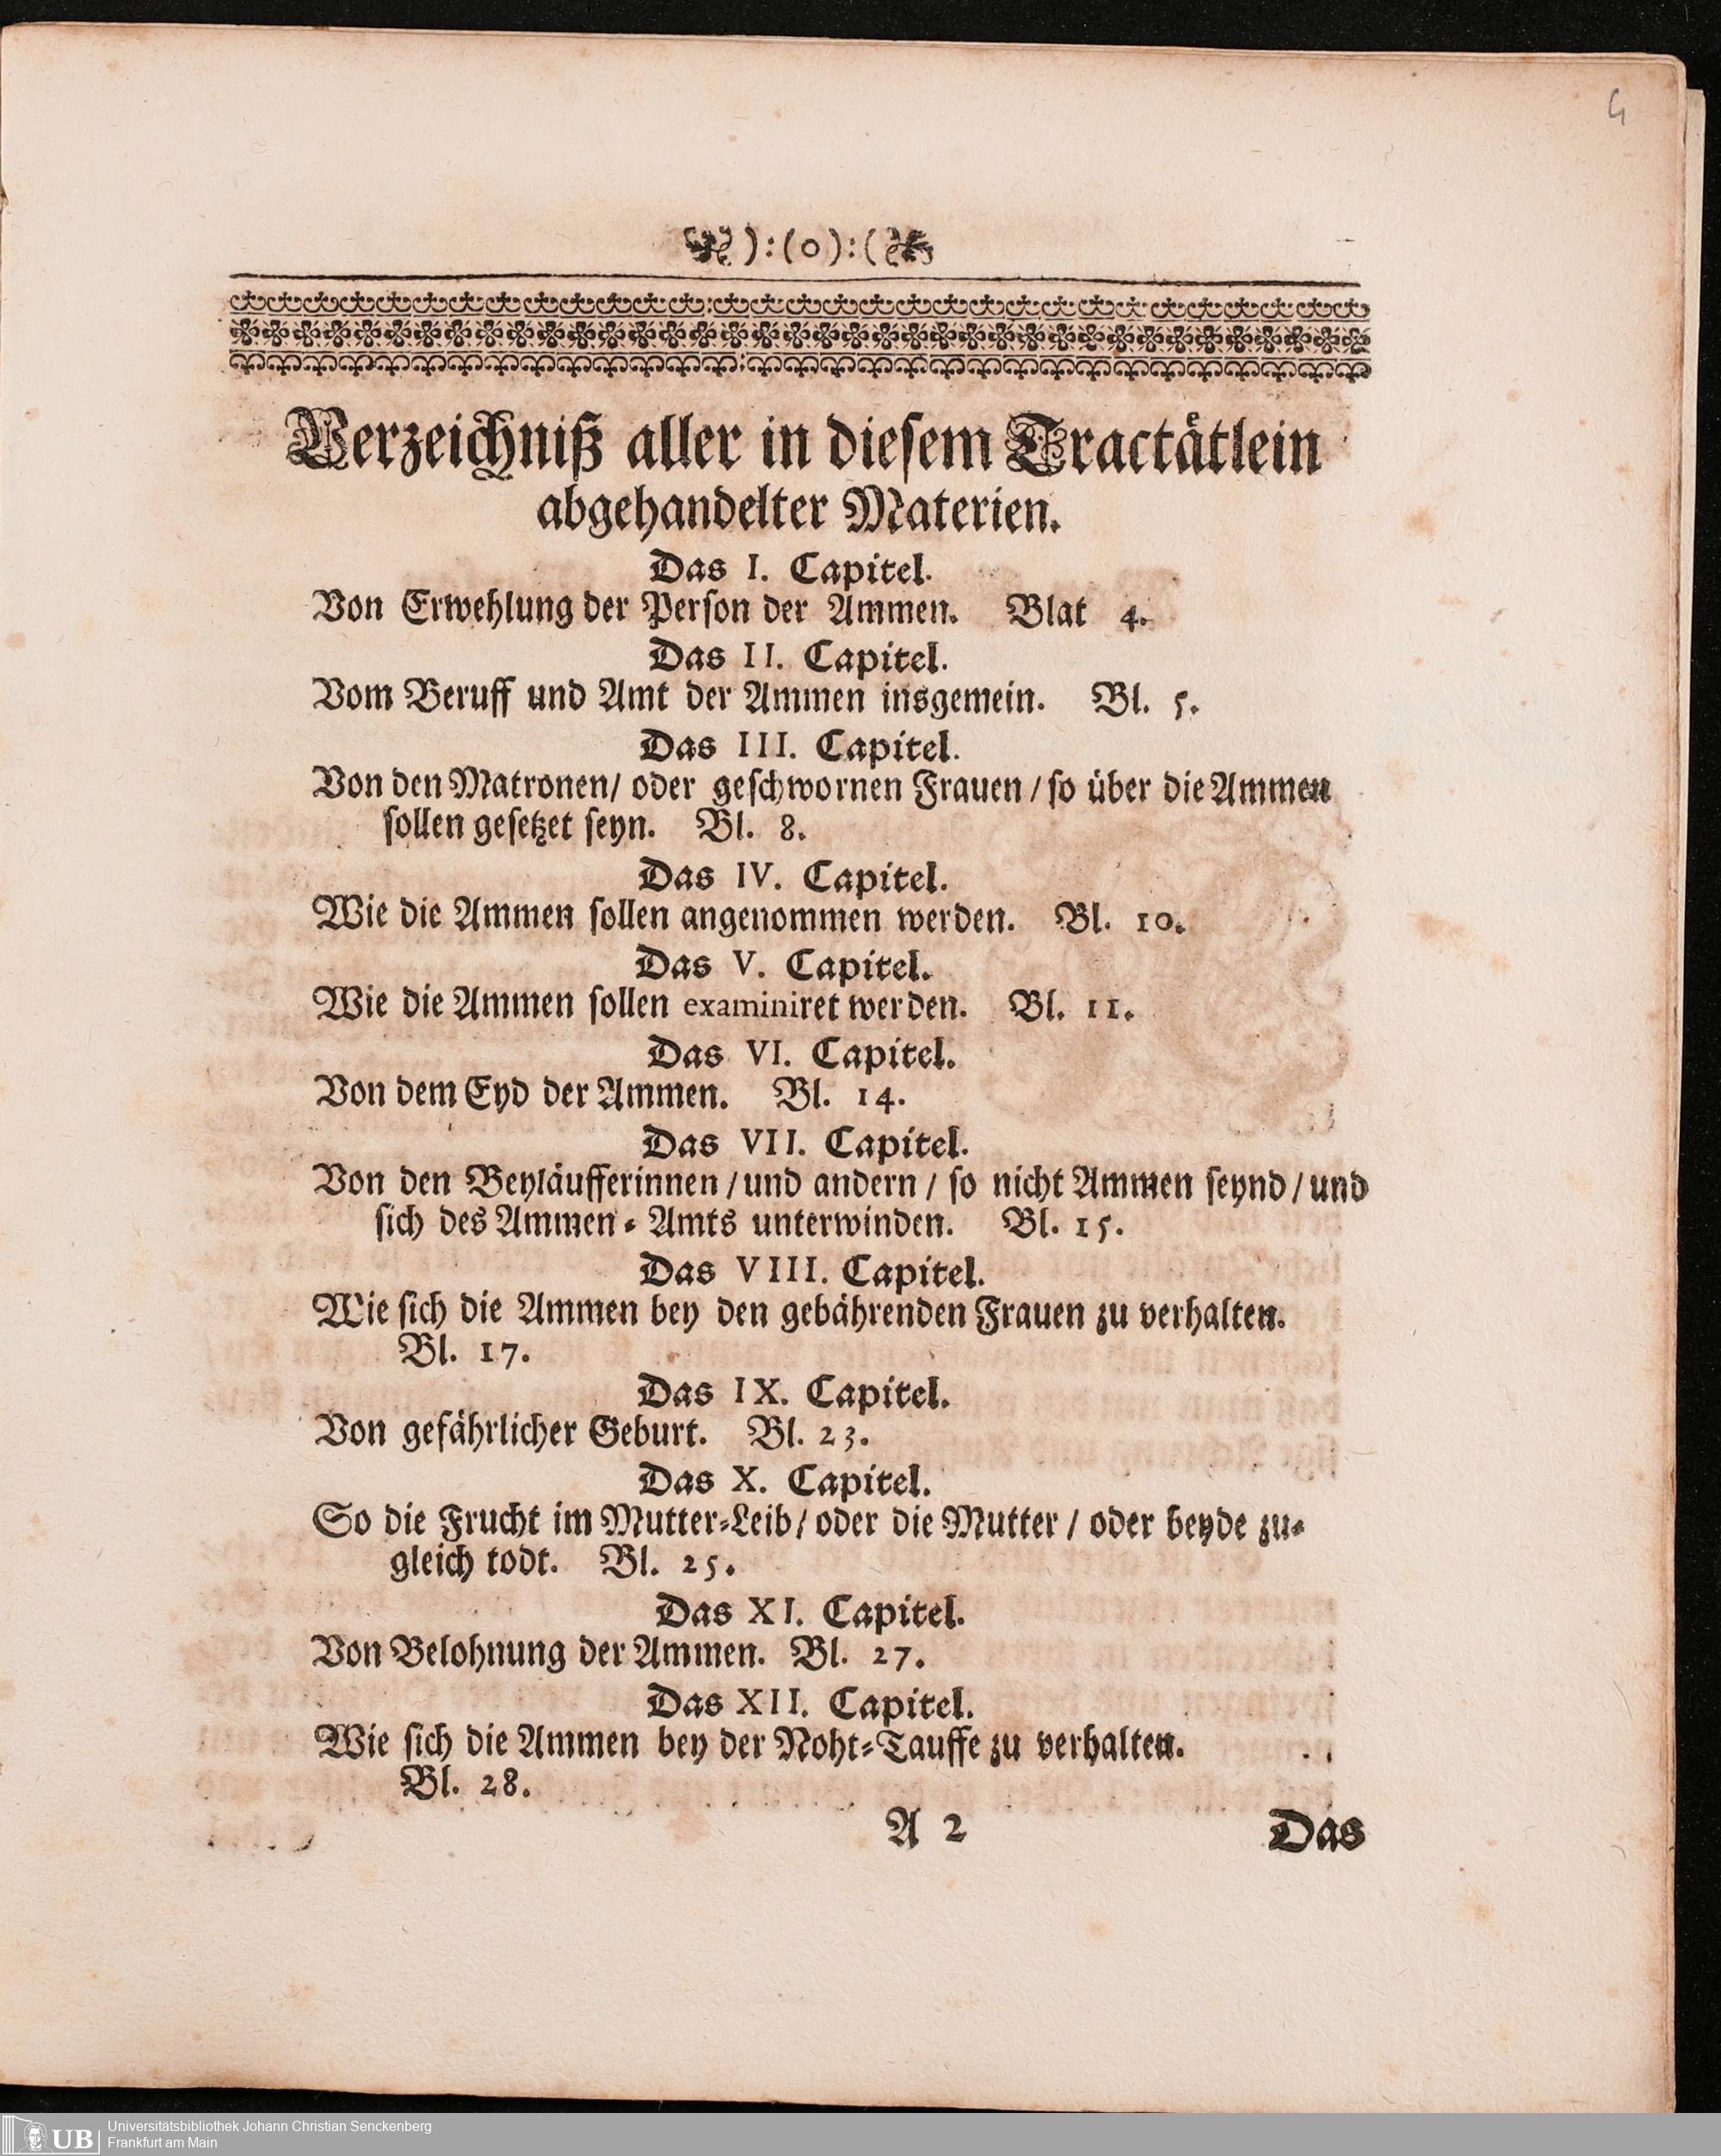 4
):(o):(
Verzeichniß aller in diesem Tractätlein
abgehandelter Materien.
Das I. Capitel.
Von Erwehlung der Person der Ammen. Blat 4.
Das II. Capitel.
Vom Beruff und Amt der Ammen insgemein. Bl. 5.
Das III. Capitel.
Von den Matronen/ oder geschwornen Frauen / so über die Ammen
sollen gesetzet seyn. Bl. 8.
Das IV. Capitel.
Wie die Ammen sollen angenommen werden. Bl. 10.
Das V. Capitel.
Wie die Ammen sollen examiniret werden. Bl. 11.
Das VI. Capitel.
Von dem Eyd der Ammen. Bl. 14.
Das VII. Capitel.
Von den Beyläufferinnen / und andern / so nicht Ammen seynd / und
sich des Ammen-Amts unterwinden. Bl. 15.
Das VIII. Capitel.
Wie sich die Ammen bey den gebährenden Frauen zu verhalten.
Bl. 17.
Das IX. Capitel.
Von gefährlicher Geburt. Bl. 23.
Das X. Capitel.
So die Frucht im Mutter-Leib / oder die Mutter / oder beyde zu-
gleich todt. Bl. 25.
Das XI. Capitel.
Von Belohnung der Ammen. Bl. 27.
Das XII. Capitel.
Wie sich die Ammen bey der Noht-Tauffe zu verhalten.
Bl. 28.
A 2 Das
UB Universitätsbibliothek Johann Christian Senckenberg
Frankfurt am Main